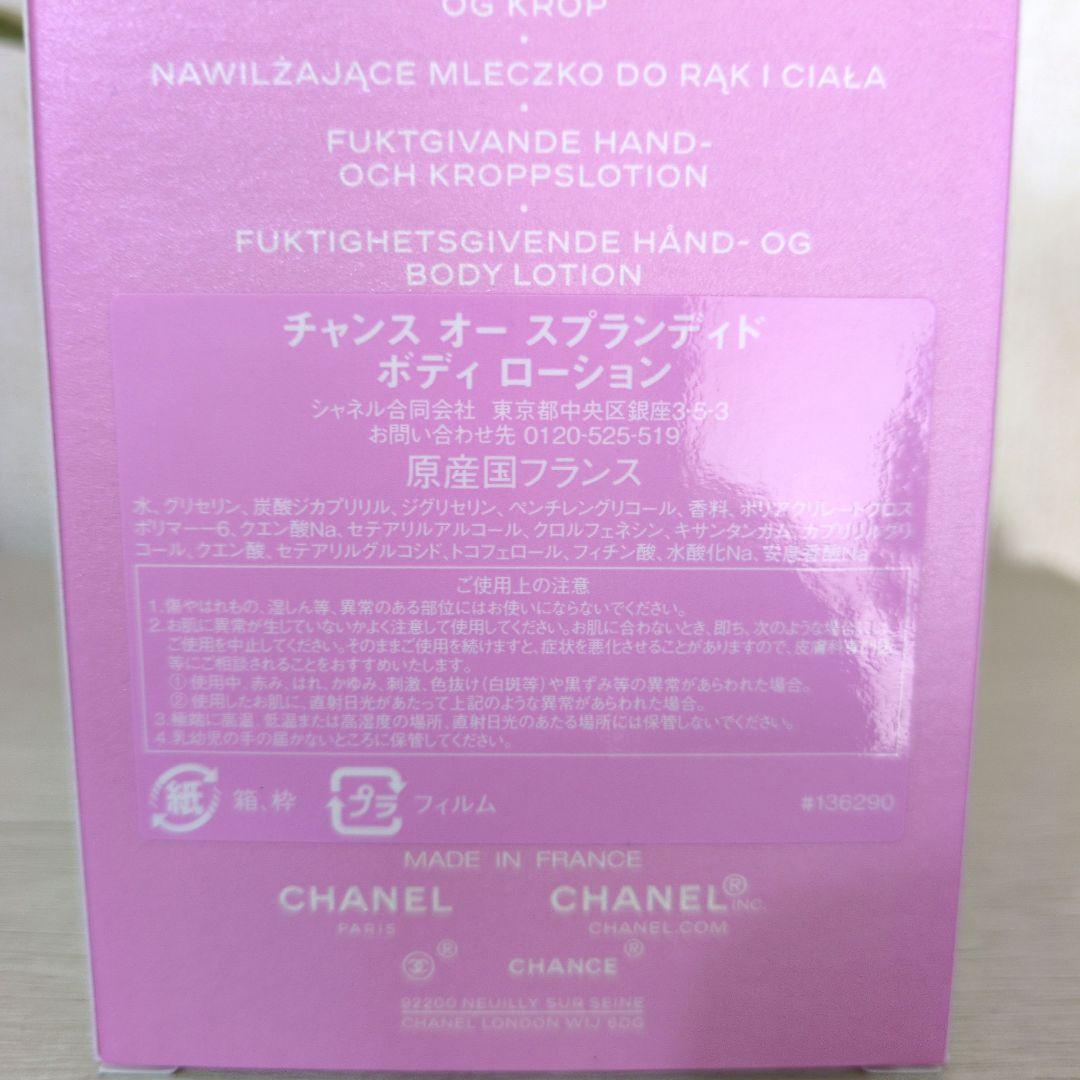 OG KROP
NAWILŻAJĄCE MLECZKO DO RĄK I CIAŁA
FUKTGIVANDE HAND-
OCH KROPPSLOTION
FUKTIGHETSGIVENDE HÅND- OG
BODY LOTION
チャンス オー スプランディド
ボディ ローション
シャネル合同会社 東京都中央区銀座3-5-3
お問い合わせ先 0120-525-519
原産国フランス
水、グリセリン、炭酸ジカプリリル、ジグリセリン、ペンチレングリコール、香料、ポリアクリレートクロス
ポリマー－6、クエン酸Na、セテアリルアルコール、クロルフェネシン、キサンタンガム、カプリリルグリ
コール、クエン酸、セテアリルグルコシド、トコフェロール、フィチン酸、水酸化Na、安息香酸Na
ご使用上の注意
1.傷やはれもの、湿しん等、異常のある部位にはお使いにならないでください。
2.お肌に異常が生じていないかよく注意して使用してください。お肌に合わないとき、即ち、次のような場合には、
ご使用を中止してください。そのままご使用を続けますと、症状を悪化させることがありますので、皮膚科専門医
等にご相談されることをおすすめいたします。
①使用中、赤み、はれ、かゆみ、刺激、色抜け(白斑等)や黒ずみ等の異常があらわれた場合。
②使用したお肌に、直射日光があたって上記のような異常があらわれた場合。
3.極端に高温、低温または高湿度の場所、直射日光のあたる場所には保管しないでください。
4.乳幼児の手の届かないところに保管してください。
紙 箱、枠 プラ フィルム #136290
MADE IN FRANCE
CHANEL CHANEL® INC.
PARIS CHANEL.COM
® CHANCE®
92200 NEUILLY SUR SEINE
CHANEL LONDON W1J 6DG